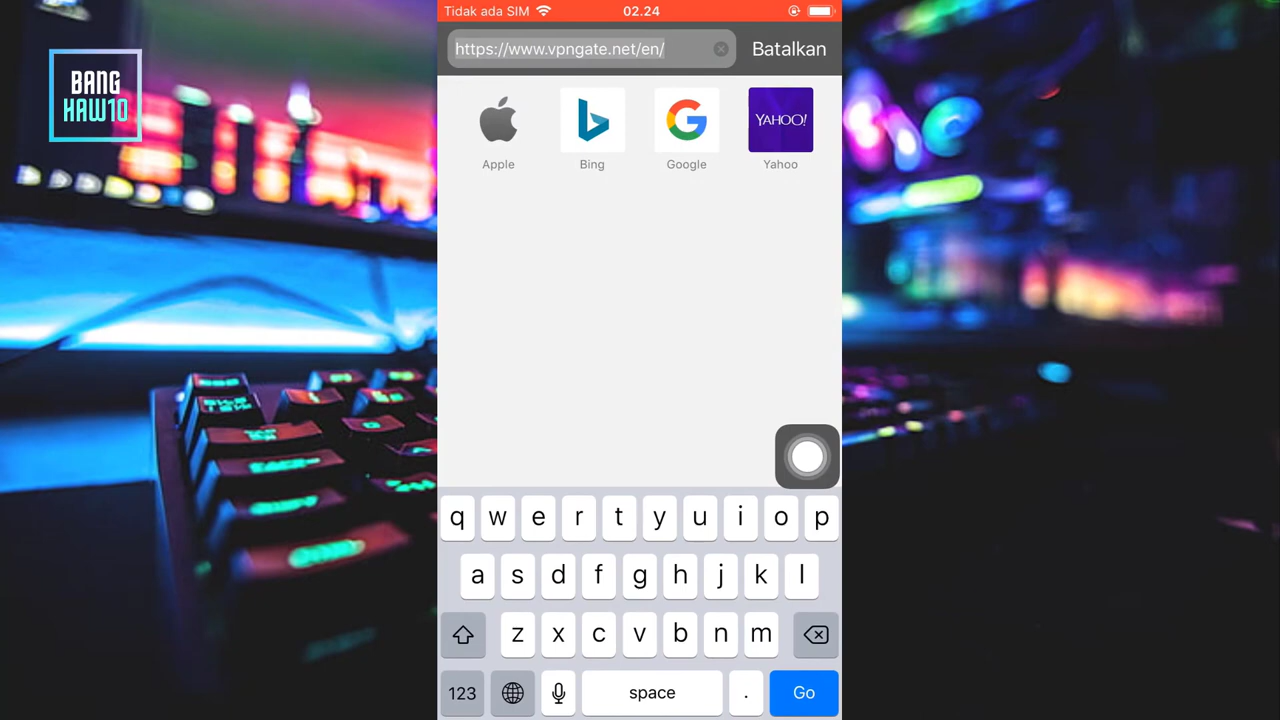 BANG
HAW10
Tidak ada SIM 02.24
https://www.vpngate.net/en/ Batalkan
YAHOO!
Apple Bing Google Yahoo
q w e r t y u i o p
a s d f g h j k l
z x c v b n m
123 space . Go